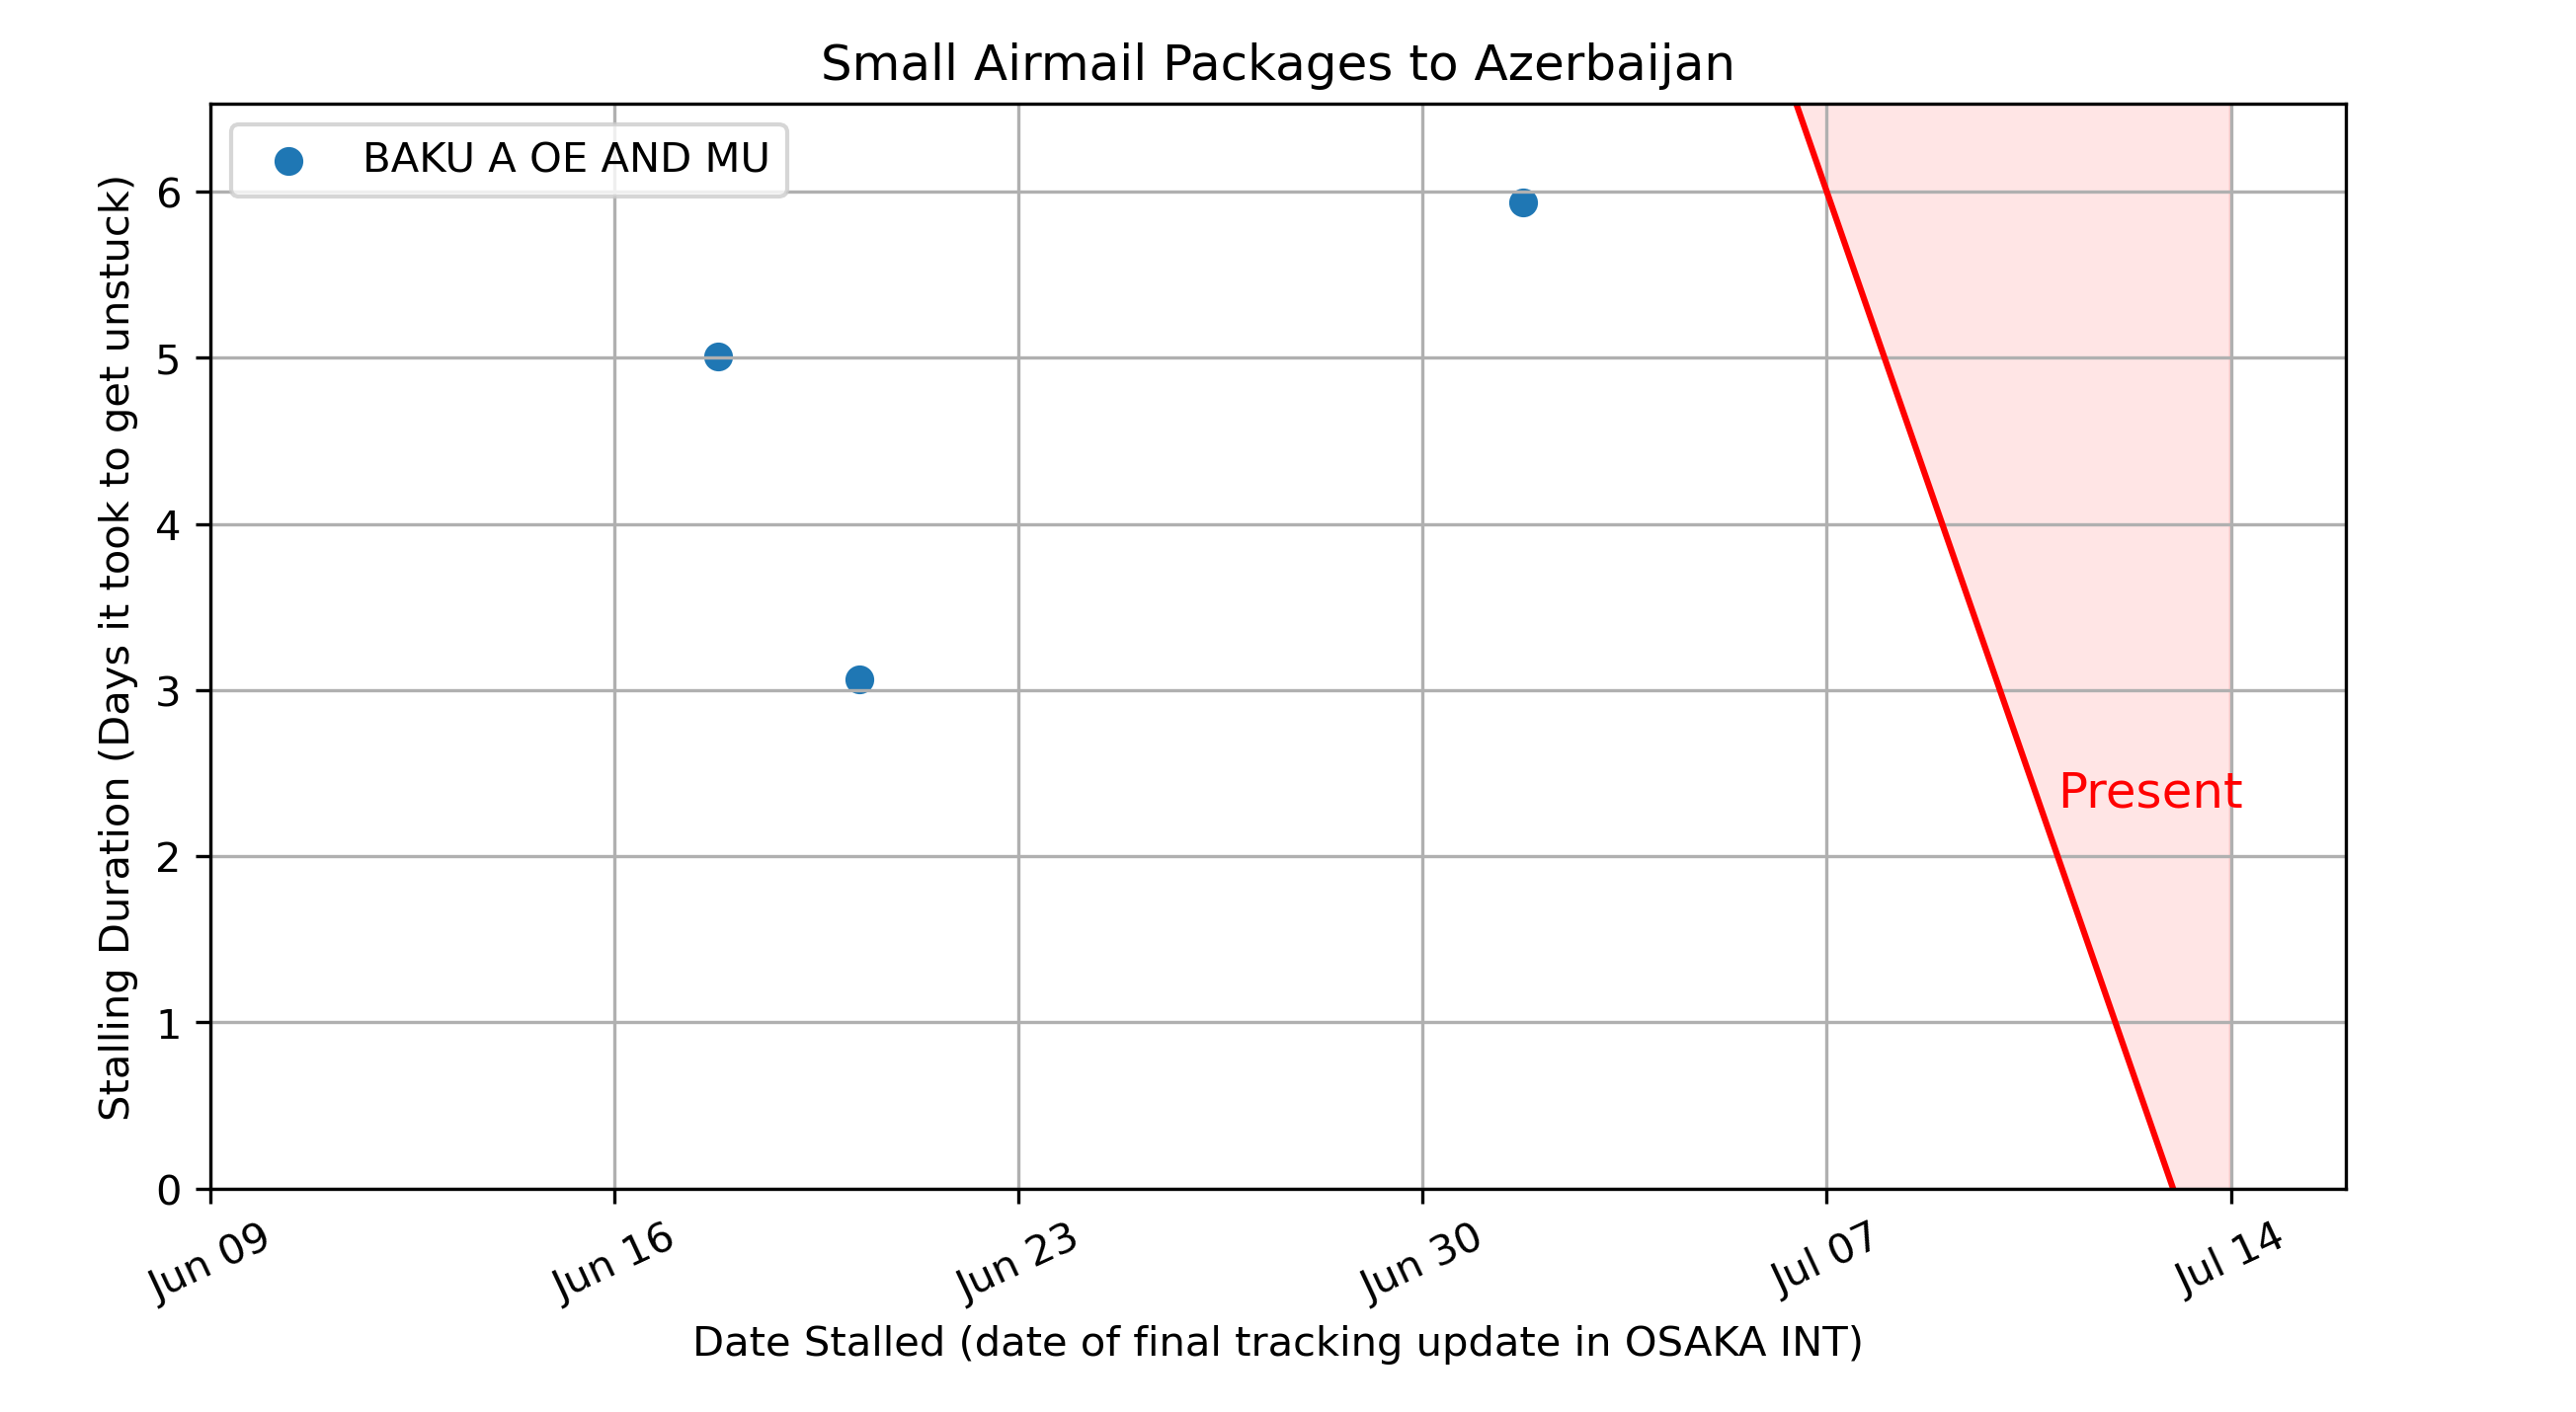 Small Airmail Packages to Azerbaijan
BAKU A OE AND MU
Stalling Duration (Days it took to get unstuck)
6
5
4
3
2
1
0
Present
Jun 09
Jun 16
Jun 23
Jun 30
Jul 07
Jul 14
Date Stalled (date of final tracking update in OSAKA INT)